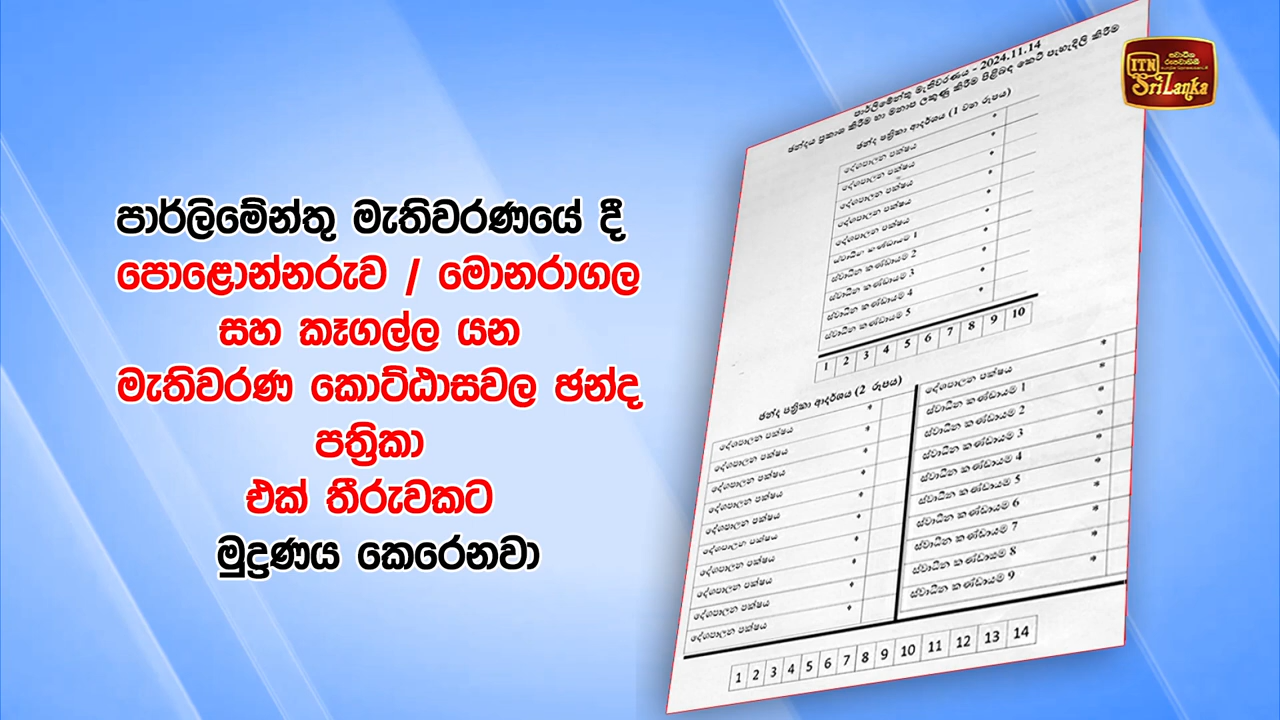 පාර්ලිමේන්තු මැතිවරණයේ දී
පොළොන්නරුව / මොනරාගල
සහ කෑගල්ල යන
මැතිවරණ කොට්ඨාසවල ඡන්ද
පත්‍රිකා
එක් තීරුවකට
මුද්‍රණය කෙරෙනවා
ITN
SriLanka
පාර්ලිමේන්තු මැතිවරණය - 2024.11.14
ඡන්දය ප්‍රකාශ කිරීම හා මනාප ලකුණු කිරීම පිළිබඳ කෙටි පැහැදිලි කිරීම
ඡන්ද පත්‍රිකා ආදර්ශය (1 වන රූපය)
දේශපාලන පක්ෂය *
දේශපාලන පක්ෂය *
දේශපාලන පක්ෂය *
දේශපාලන පක්ෂය *
දේශපාලන පක්ෂය *
ස්වාධීන කණ්ඩායම 1 *
ස්වාධීන කණ්ඩායම 2 *
ස්වාධීන කණ්ඩායම 3 *
ස්වාධීන කණ්ඩායම 4 *
ස්වාධීන කණ්ඩායම 5 *
1 2 3 4 5 6 7 8 9 10
ඡන්ද පත්‍රිකා ආදර්ශය (2 රූපය)
දේශපාලන පක්ෂය *
දේශපාලන පක්ෂය *
දේශපාලන පක්ෂය *
දේශපාලන පක්ෂය *
දේශපාලන පක්ෂය *
දේශපාලන පක්ෂය *
දේශපාලන පක්ෂය *
දේශපාලන පක්ෂය *
දේශපාලන පක්ෂය *
දේශපාලන පක්ෂය *
ස්වාධීන කණ්ඩායම 1 *
ස්වාධීන කණ්ඩායම 2 *
ස්වාධීන කණ්ඩායම 3 *
ස්වාධීන කණ්ඩායම 4 *
ස්වාධීන කණ්ඩායම 5 *
ස්වාධීන කණ්ඩායම 6 *
ස්වාධීන කණ්ඩායම 7 *
ස්වාධීන කණ්ඩායම 8 *
ස්වාධීන කණ්ඩායම 9 *
1 2 3 4 5 6 7 8 9 10 11 12 13 14